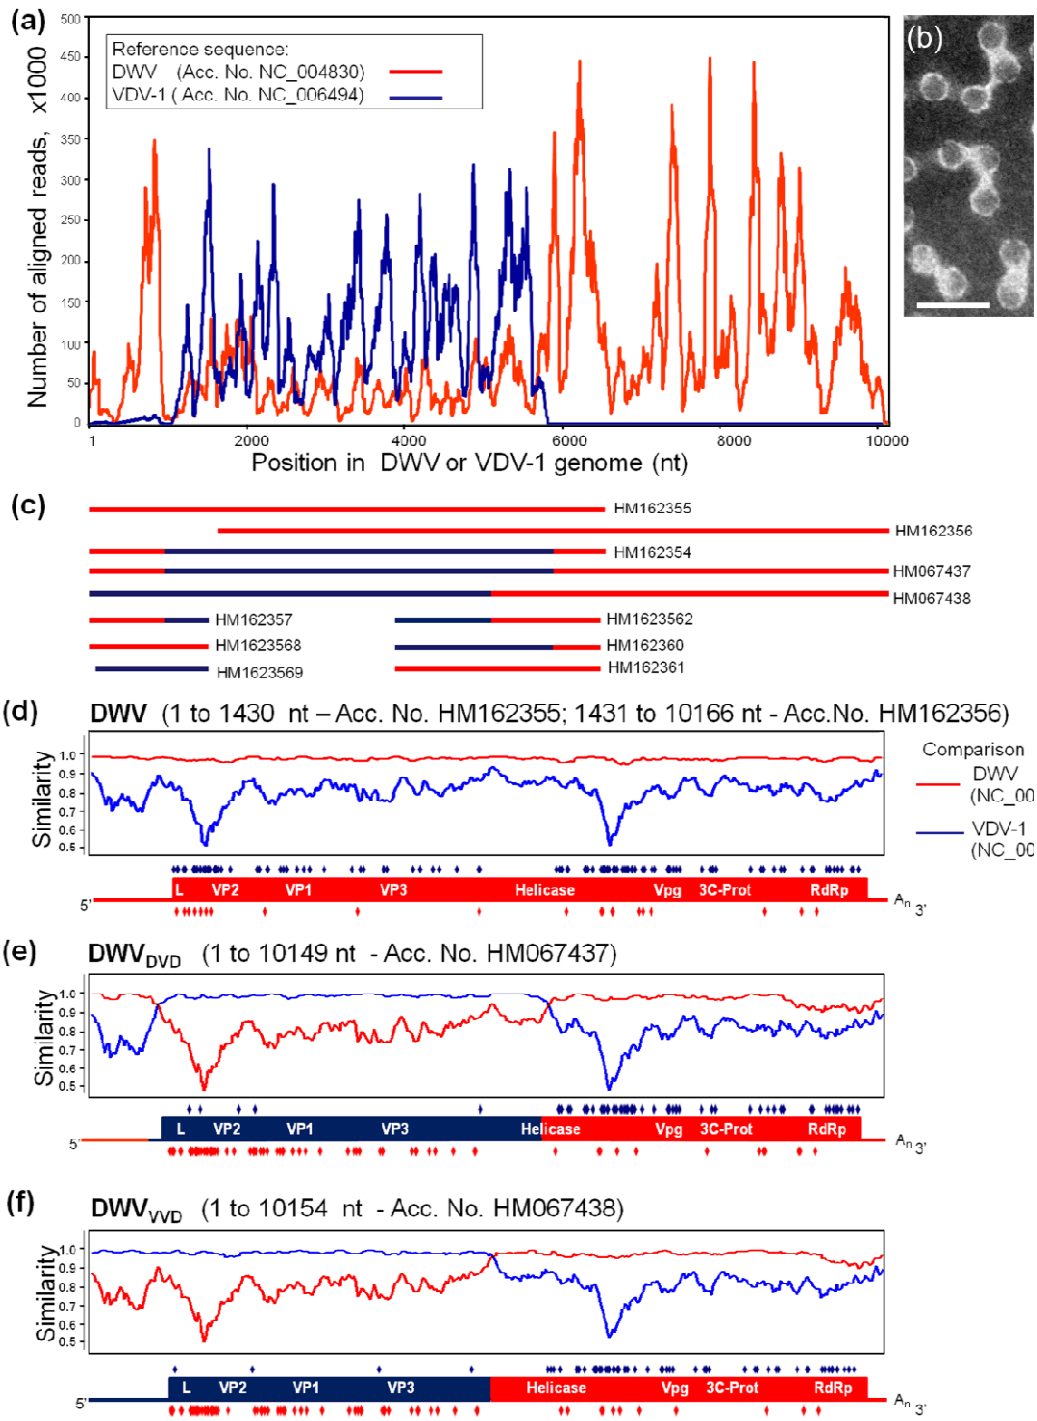 (a)
Number of aligned reads, x1000
500
450
400
350
300
250
200
150
100
50
0
Reference sequence:
DWV (Acc. No. NC_004830)
VDV-1 ( Acc. No. NC_006494)
1 2000 4000 6000 8000 10000
Position in DWV or VDV-1 genome (nt)
(b)
(c)
HM162355
HM162356
HM162354
HM067437
HM067438
HM162357 HM1623562
HM1623568 HM162360
HM1623569 HM162361
(d) DWV (1 to 1430 nt – Acc. No. HM162355; 1431 to 10166 nt - Acc.No. HM162356)
Similarity
1.0
0.9
0.8
0.7
0.6
0.5
Comparison
DWV
(NC_00
VDV-1
(NC_00
L VP2 VP1 VP3 Helicase Vpg 3C-Prot RdRp
5' An 3'
(e) DWVDVD (1 to 10149 nt - Acc. No. HM067437)
Similarity
1.0
0.9
0.8
0.7
0.6
0.5
L VP2 VP1 VP3 Helicase Vpg 3C-Prot RdRp
5' An 3'
(f) DWVVVD (1 to 10154 nt - Acc. No. HM067438)
Similarity
1.0
0.9
0.8
0.7
0.6
0.5
L VP2 VP1 VP3 Helicase Vpg 3C-Prot RdRp
5' An 3'